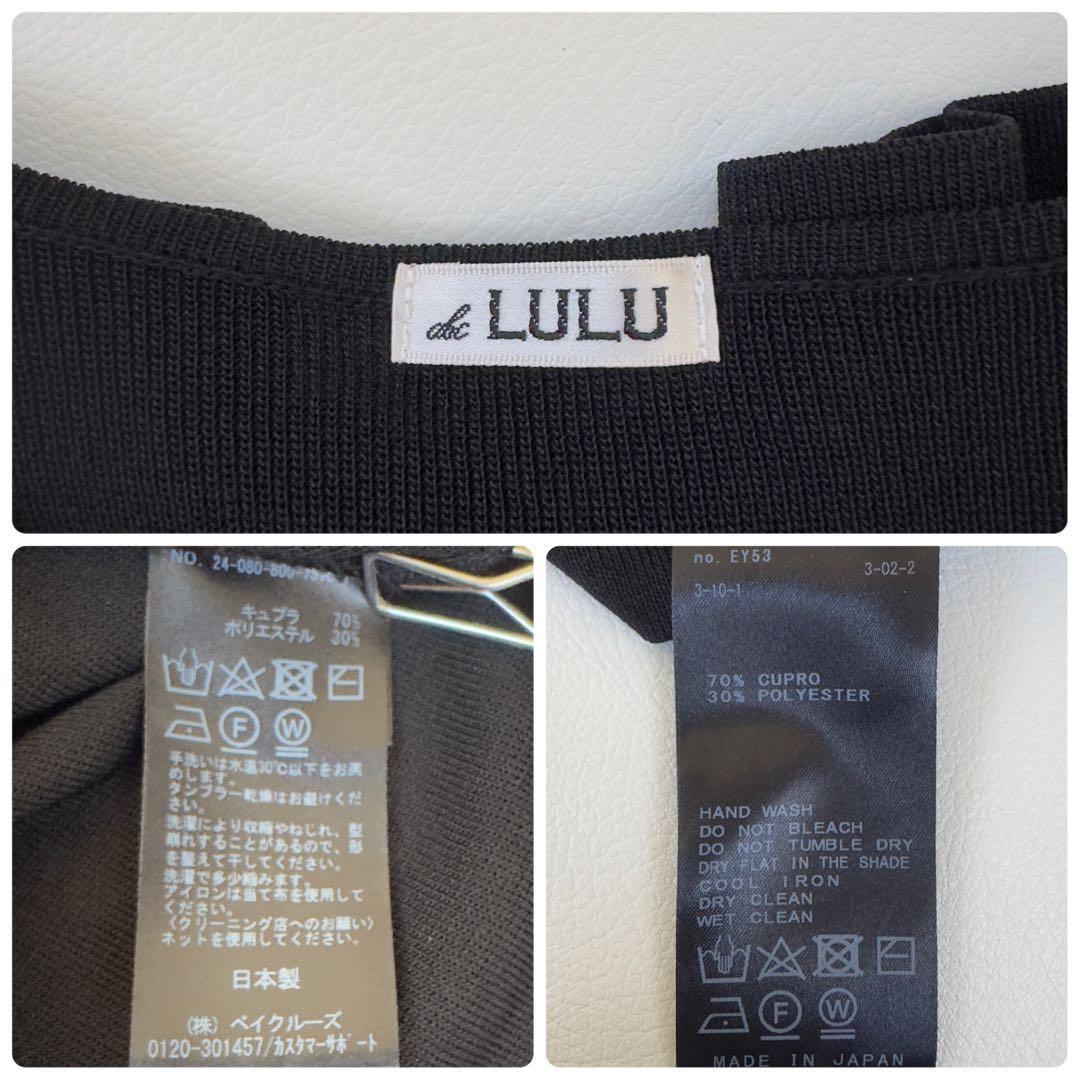 de LULU
NO. 24-080-800-
キュプラ 70%
ポリエステル 30%
手洗いは水温30℃以下をお薦
めします。
タンブラー乾燥はお避けくだ
さい。
洗濯により収縮やねじれ、型
崩れすることがあるので、形
を整えて干してください。
洗濯で多少縮みます。
アイロンは当て布を使用して
ください。
〈クリーニング店へのお願い〉
ネットを使用してください。
日本製
(株) ベイクルーズ
0120-301457/カスタマーサポート
no. EY53
3-02-2
3-10-1
70% CUPRO
30% POLYESTER
HAND WASH
DO NOT BLEACH
DO NOT TUMBLE DRY
DRY FLAT IN THE SHADE
COOL IRON
DRY CLEAN
WET CLEAN
MADE IN JAPAN